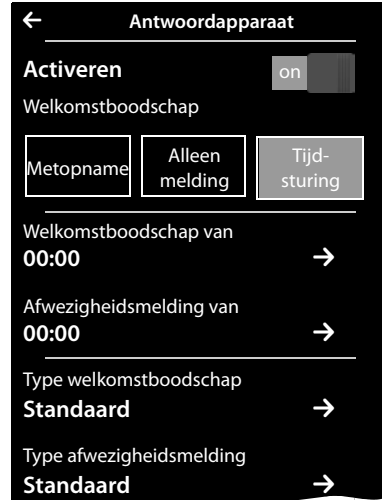 Antwoordapparaat
Activeren on
Welkomstboodschap
Metopname
Alleen
melding
Tijd-
sturing
Welkomstboodschap van
00:00
Afwezigheidsmelding van
00:00
Type welkomstboodschap
Standaard
Type afwezigheidsmelding
Standaard